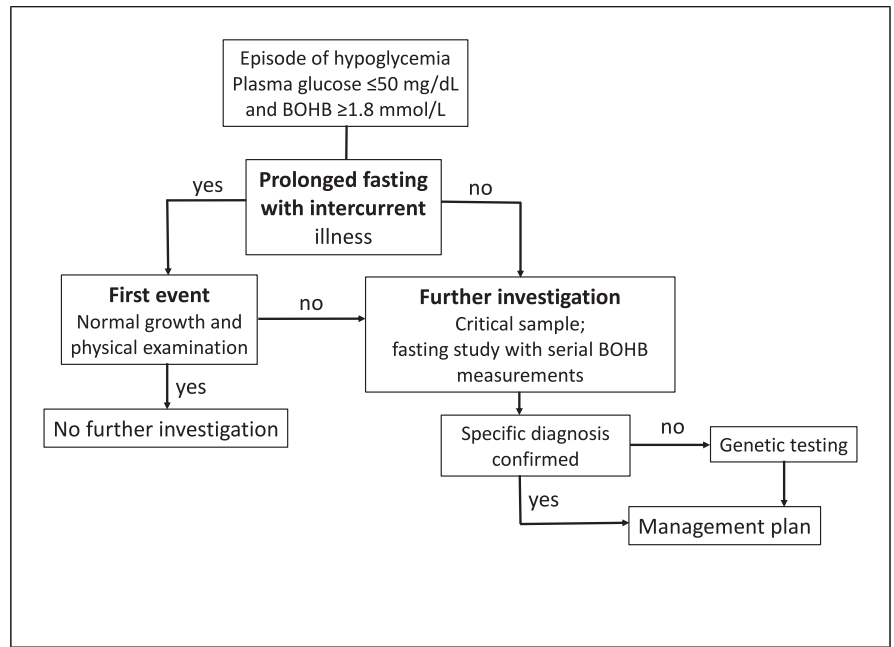 Episode of hypoglycemia
Plasma glucose ≤50 mg/dL
and BOHB ≥1.8 mmol/L
Prolonged fasting
with intercurrent
illness
yes
no
First event
Normal growth and
physical examination
no
Further investigation
Critical sample;
fasting study with serial BOHB
measurements
yes
No further investigation
Specific diagnosis
confirmed
no
Genetic testing
yes
Management plan